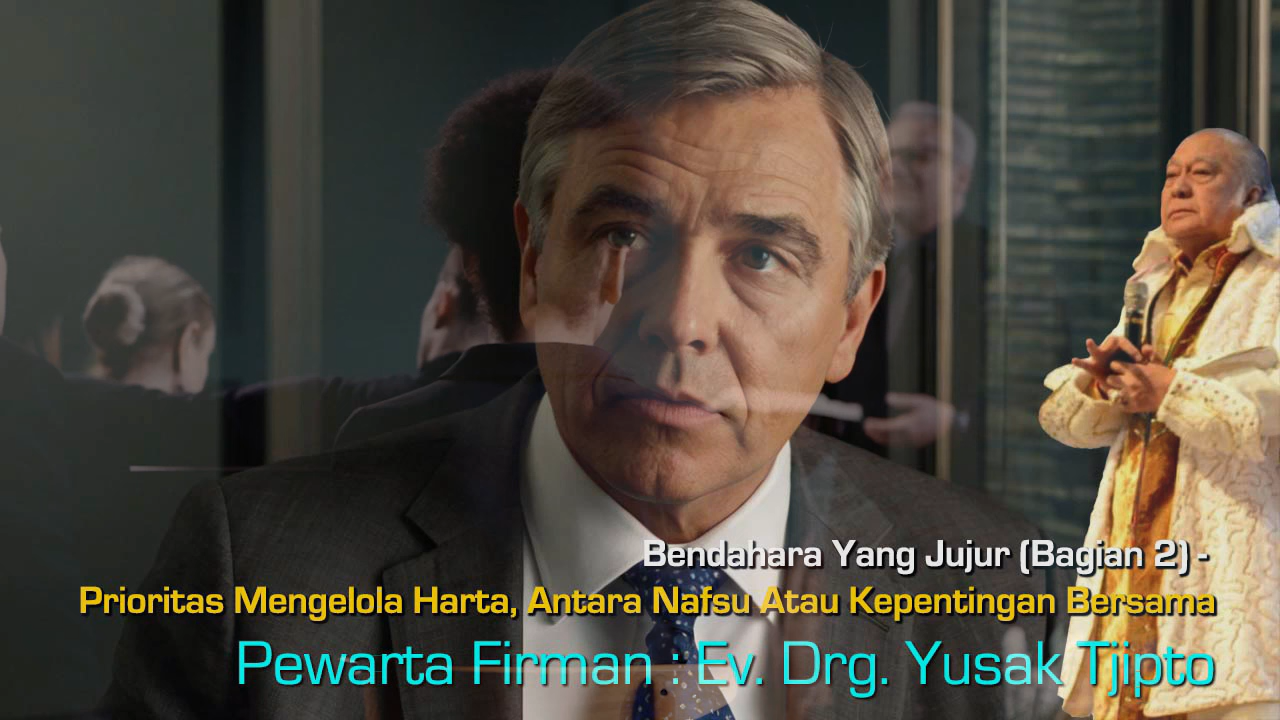 Bendahara Yang Jujur (Bagian 2) -
Prioritas Mengelola Harta, Antara Nafsu Atau Kepentingan Bersama
Pewarta Firman : Ev. Drg. Yusak Tjipto